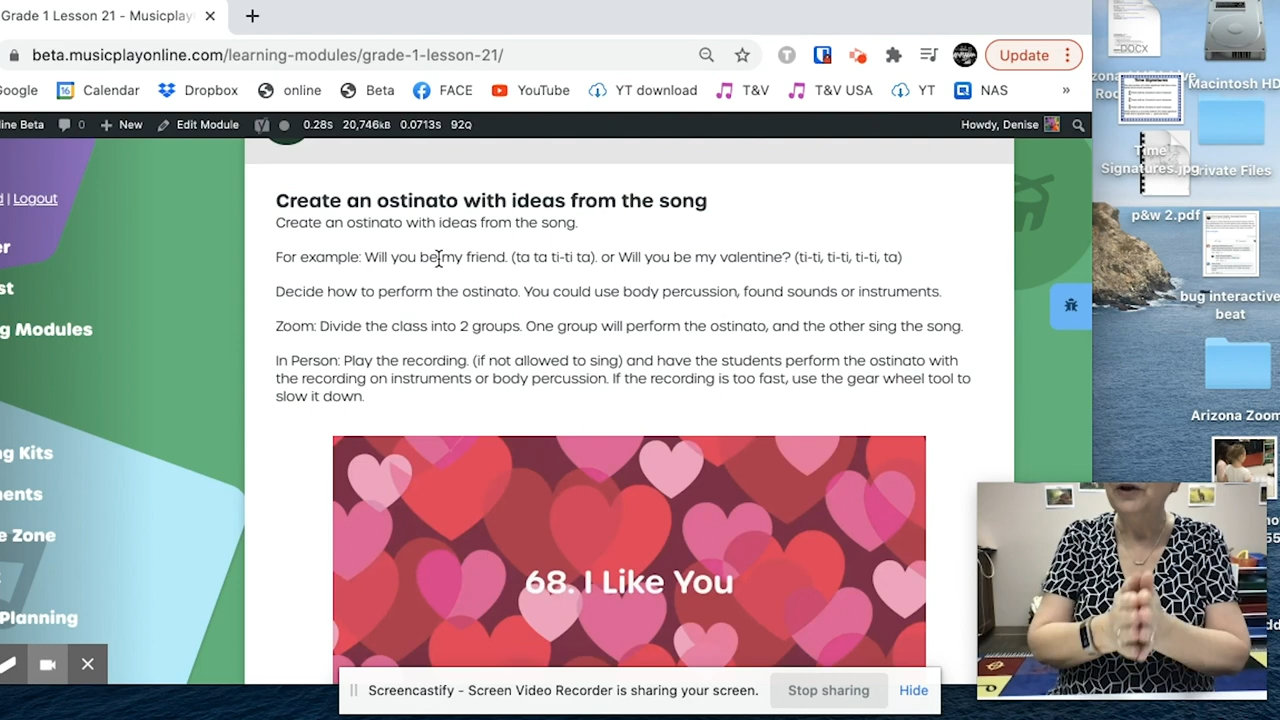 Grade 1 Lesson 21 - Musicplay
beta.musicplayonline.com/learning-modules/grade-1-lesson-21/
Update
Google Calendar Dropbox Online Beta YouTube Download T&V T&V US YT NAS »
0 New Edit Module 20 285 Howdy, Denise
Logout
Create an ostinato with ideas from the song
Create an ostinato with ideas from the song.
For example: Will you be my friend. (ta ta ti-ti ta). or Will you be my valentine? (ti-ti, ti-ti, ti-ti, ta)
Decide how to perform the ostinato. You could use body percussion, found sounds or instruments.
Zoom: Divide the class into 2 groups. One group will perform the ostinato, and the other sing the song.
In Person: Play the recording. (if not allowed to sing) and have the students perform the ostinato with
the recording on instruments or body percussion. If the recording is too fast, use the gear wheel tool to
slow it down.
68. I Like You
g Modules
ng Kits
Zone
Planning
Screencastify - Screen Video Recorder is sharing your screen. Stop sharing Hide
DOCX
Macintosh HD
Time
Signatures.jpg
Private Files
p&w 2.pdf
bug interactive
beat
Arizona Zoom